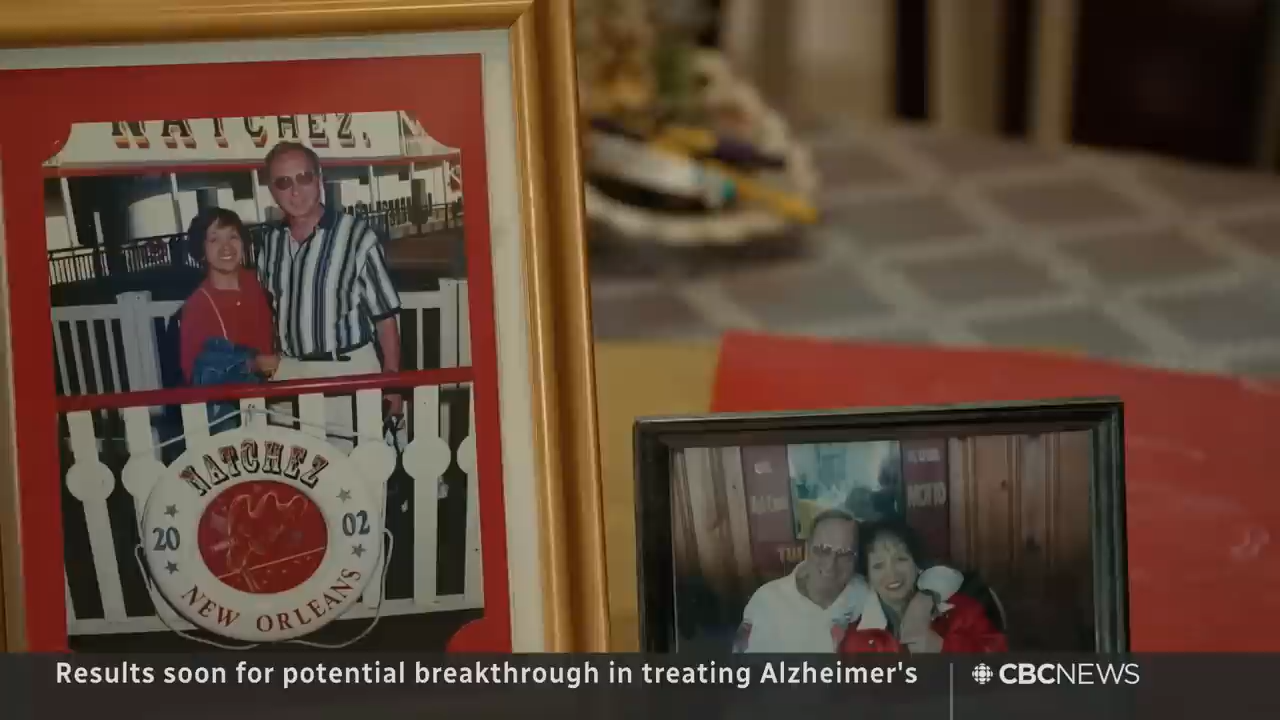 NATCHEZ.
NATCHEZ
20 02
NEW ORLEANS
Results soon for potential breakthrough in treating Alzheimer's
CBCNEWS